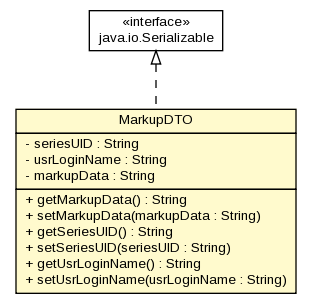 «interface»
java.io.Serializable
MarkupDTO
- seriesUID : String
- usrLoginName : String
- markupData : String
+ getMarkupData() : String
+ setMarkupData(markupData : String)
+ getSeriesUID() : String
+ setSeriesUID(seriesUID : String)
+ getUsrLoginName() : String
+ setUsrLoginName(usrLoginName : String)